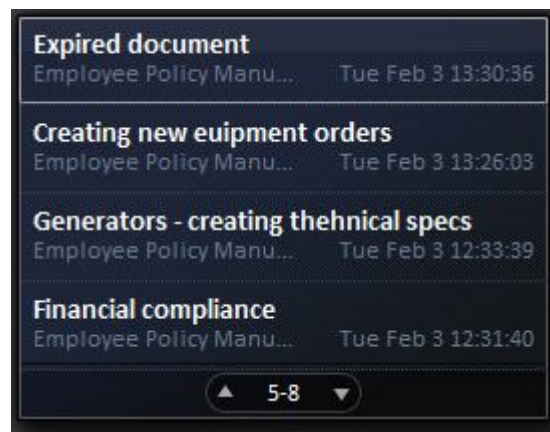 Expired document
Employee Policy Manu... Tue Feb 3 13:30:36
Creating new euipment orders
Employee Policy Manu... Tue Feb 3 13:26:03
Generators - creating thehnical specs
Employee Policy Manu... Tue Feb 3 12:33:39
Financial compliance
Employee Policy Manu... Tue Feb 3 12:31:40
5-8